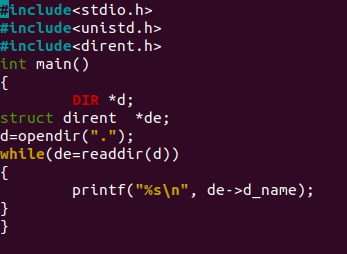 #include<stdio.h>
#include<unistd.h>
#include<dirent.h>
int main()
{
        DIR *d;
struct dirent  *de;
d=opendir(".");
while(de=readdir(d))
{
        printf("%s\n", de->d_name);
}
}